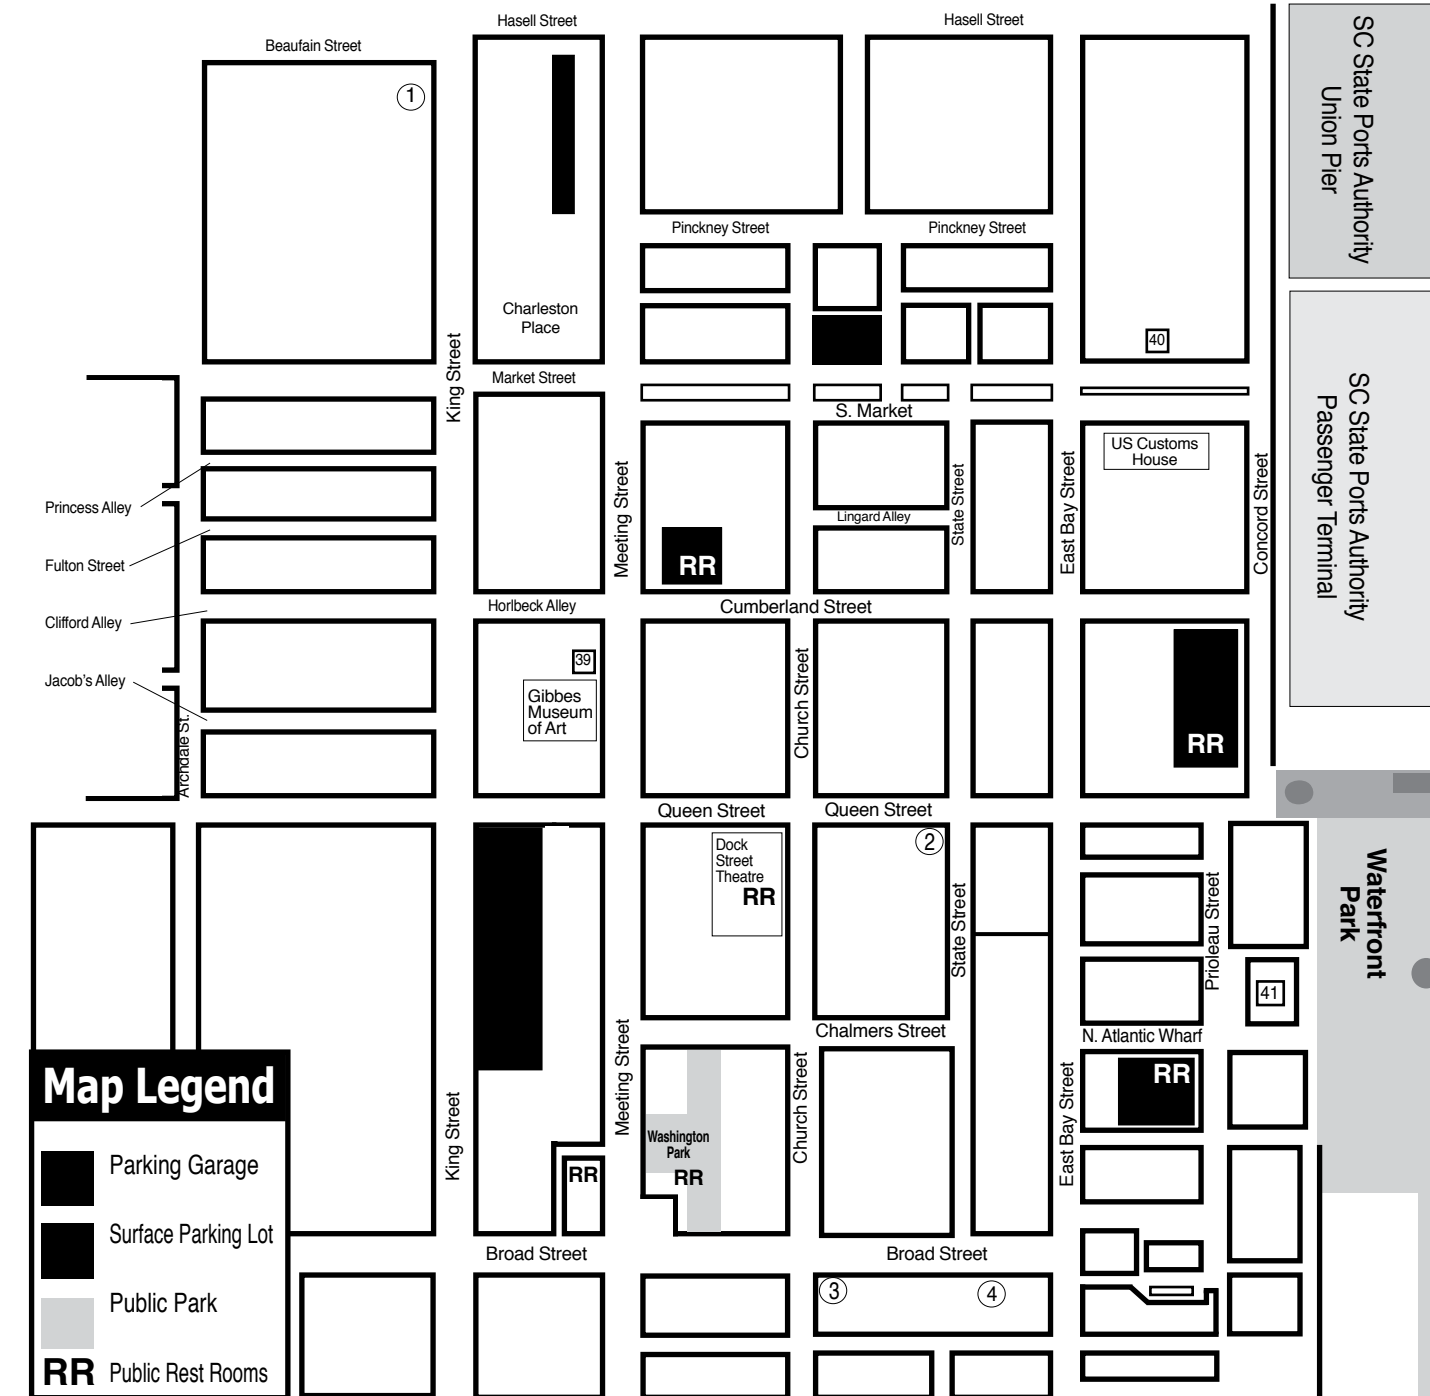 Hasell Street
Hasell Street
Beaufain Street
1
SC State Ports Authority
Union Pier
Pinckney Street
Pinckney Street
Charleston
Place
40
King Street
Market Street
S. Market
SC State Ports Authority
Passenger Terminal
US Customs
House
Meeting Street
State Street
East Bay Street
Concord Street
Princess Alley
Lingard Alley
Fulton Street
RR
Horlbeck Alley
Cumberland Street
Clifford Alley
39
Church Street
Jacob's Alley
Gibbes
Museum
of Art
Archdale St.
RR
Queen Street
Queen Street
2
Dock
Street
Theatre
RR
State Street
Prioleau Street
Waterfront
Park
41
Chalmers Street
N. Atlantic Wharf
Meeting Street
Church Street
East Bay Street
King Street
RR
Washington
Park
RR
RR
Broad Street
Broad Street
3
4
Map Legend
Parking Garage
Surface Parking Lot
Public Park
RR Public Rest Rooms